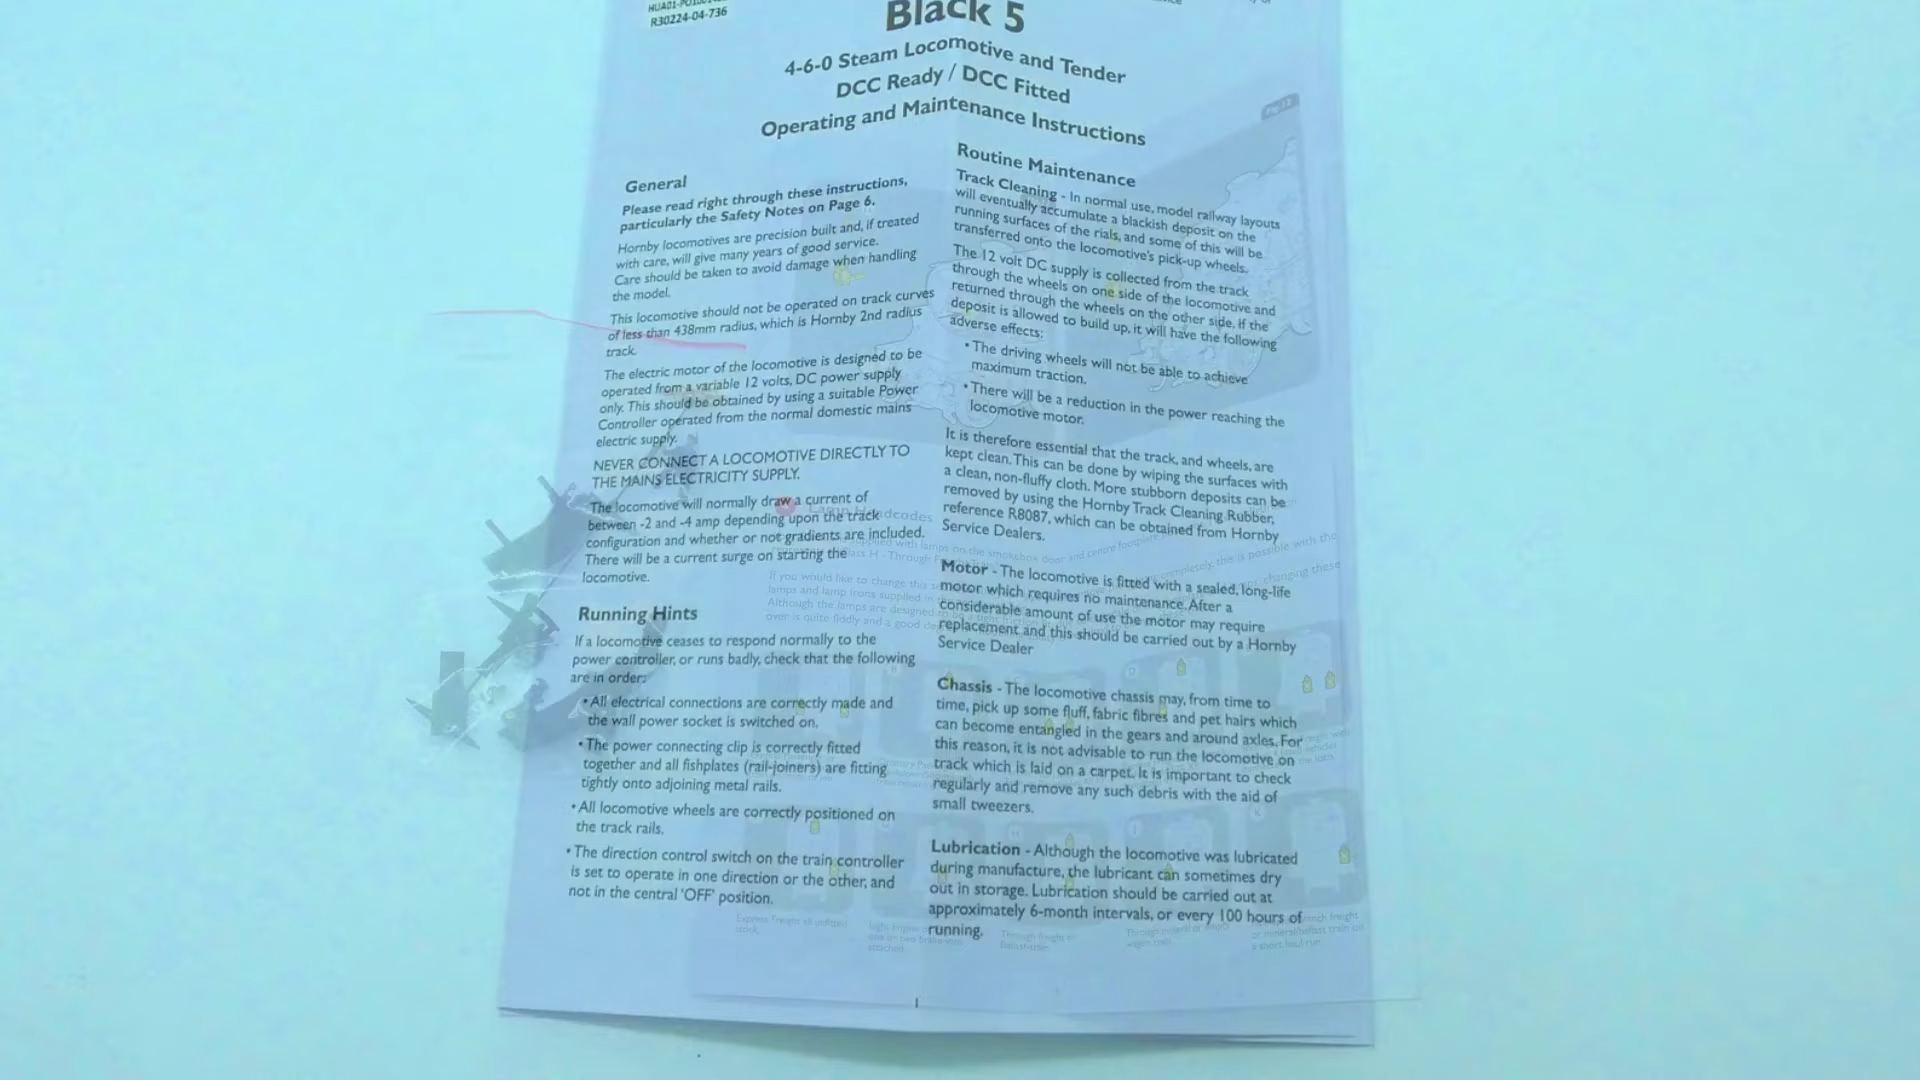 R30224-04-736
Black 5
4-6-0 Steam Locomotive and Tender
DCC Ready / DCC Fitted
Operating and Maintenance Instructions
General
Please read right through these instructions,
particularly the Safety Notes on Page 6.
Hornby locomotives are precision built and, if treated
with care, will give many years of good service.
Care should be taken to avoid damage when handling
the model.
This locomotive should not be operated on track curves
of less than 438mm radius, which is Hornby 2nd radius
track.
The electric motor of the locomotive is designed to be
operated from a variable 12 volts, DC power supply
only. This should be obtained by using a suitable Power
Controller operated from the normal domestic mains
electric supply.
NEVER CONNECT A LOCOMOTIVE DIRECTLY TO
THE MAINS ELECTRICITY SUPPLY.
The locomotive will normally draw a current of
between -2 and -4 amp depending upon the track
configuration and whether or not gradients are included.
There will be a current surge on starting the
locomotive.
Running Hints
If a locomotive ceases to respond normally to the
power controller, or runs badly, check that the following
are in order:
• All electrical connections are correctly made and
the wall power socket is switched on.
• The power connecting clip is correctly fitted
together and all fishplates (rail-joiners) are fitting
tightly onto adjoining metal rails.
• All locomotive wheels are correctly positioned on
the track rails.
• The direction control switch on the train controller
is set to operate in one direction or the other, and
not in the central 'OFF' position.
Routine Maintenance
Track Cleaning - In normal use, model railway layouts
will eventually accumulate a blackish deposit on the
running surfaces of the rials, and some of this will be
transferred onto the locomotive's pick-up wheels.
The 12 volt DC supply is collected from the track
through the wheels on one side of the locomotive and
returned through the wheels on the other side. If the
deposit is allowed to build up, it will have the following
adverse effects:
• The driving wheels will not be able to achieve
maximum traction.
• There will be a reduction in the power reaching the
locomotive motor.
It is therefore essential that the track, and wheels, are
kept clean. This can be done by wiping the surfaces with
a clean, non-fluffy cloth. More stubborn deposits can be
removed by using the Hornby Track Cleaning Rubber,
reference R8087, which can be obtained from Hornby
Service Dealers.
Motor - The locomotive is fitted with a sealed, long-life
motor which requires no maintenance. After a
considerable amount of use the motor may require
replacement and this should be carried out by a Hornby
Service Dealer
Chassis - The locomotive chassis may, from time to
time, pick up some fluff, fabric fibres and pet hairs which
can become entangled in the gears and around axles. For
this reason, it is not advisable to run the locomotive on
track which is laid on a carpet. It is important to check
regularly and remove any such debris with the aid of
small tweezers.
Lubrication - Although the locomotive was lubricated
during manufacture, the lubricant can sometimes dry
out in storage. Lubrication should be carried out at
approximately 6-month intervals, or every 100 hours of
running.
1